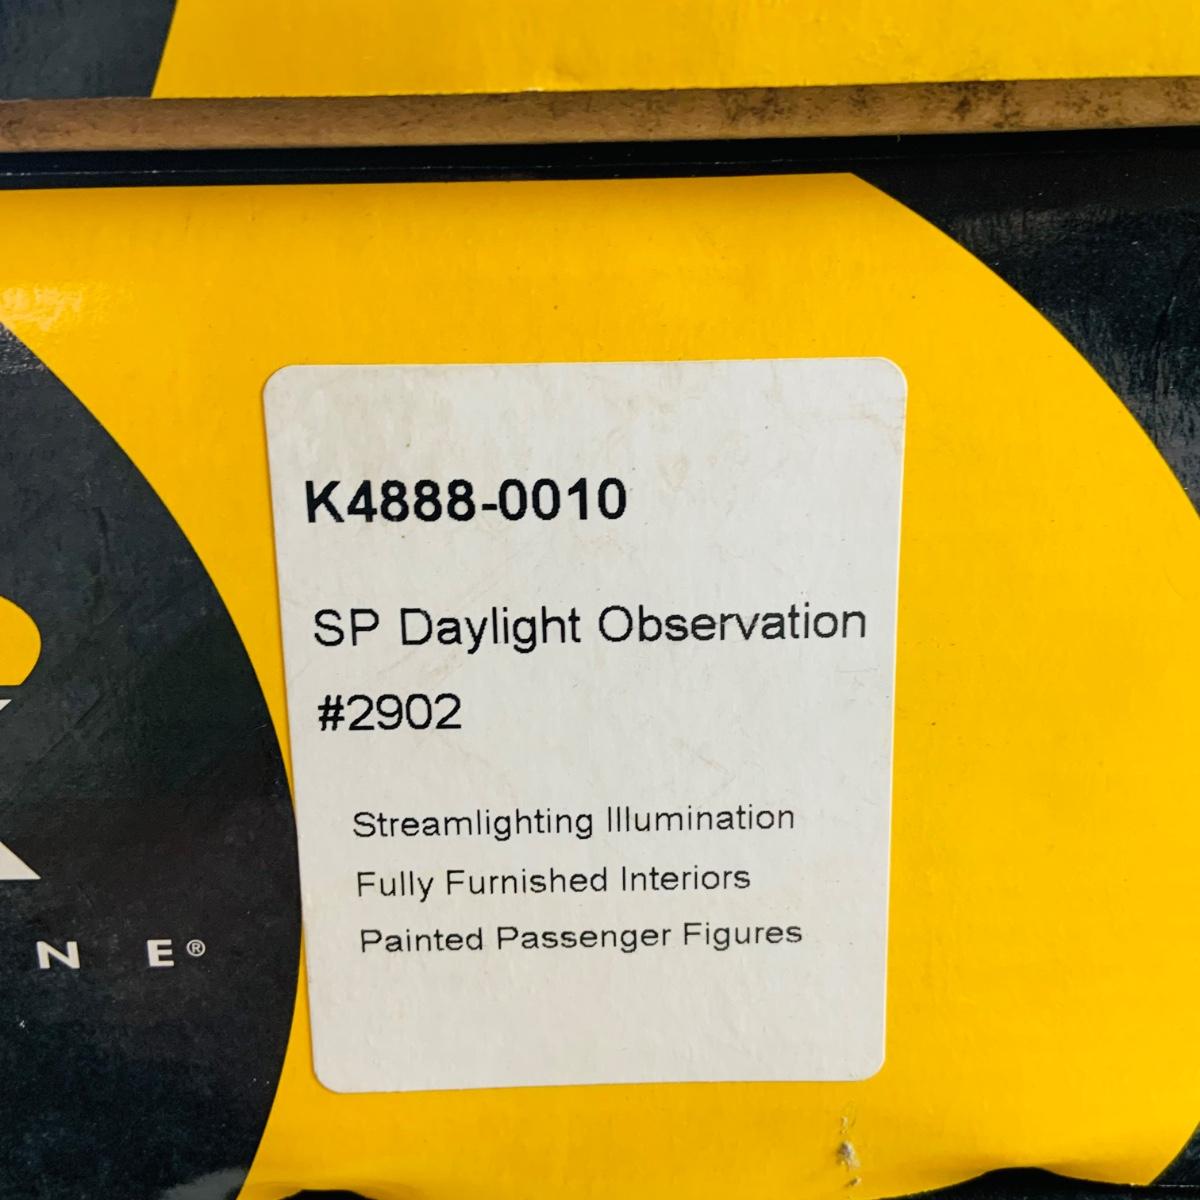 K4888-0010
SP Daylight Observation
#2902
Streamlighting Illumination
Fully Furnished Interiors
Painted Passenger Figures
N E®